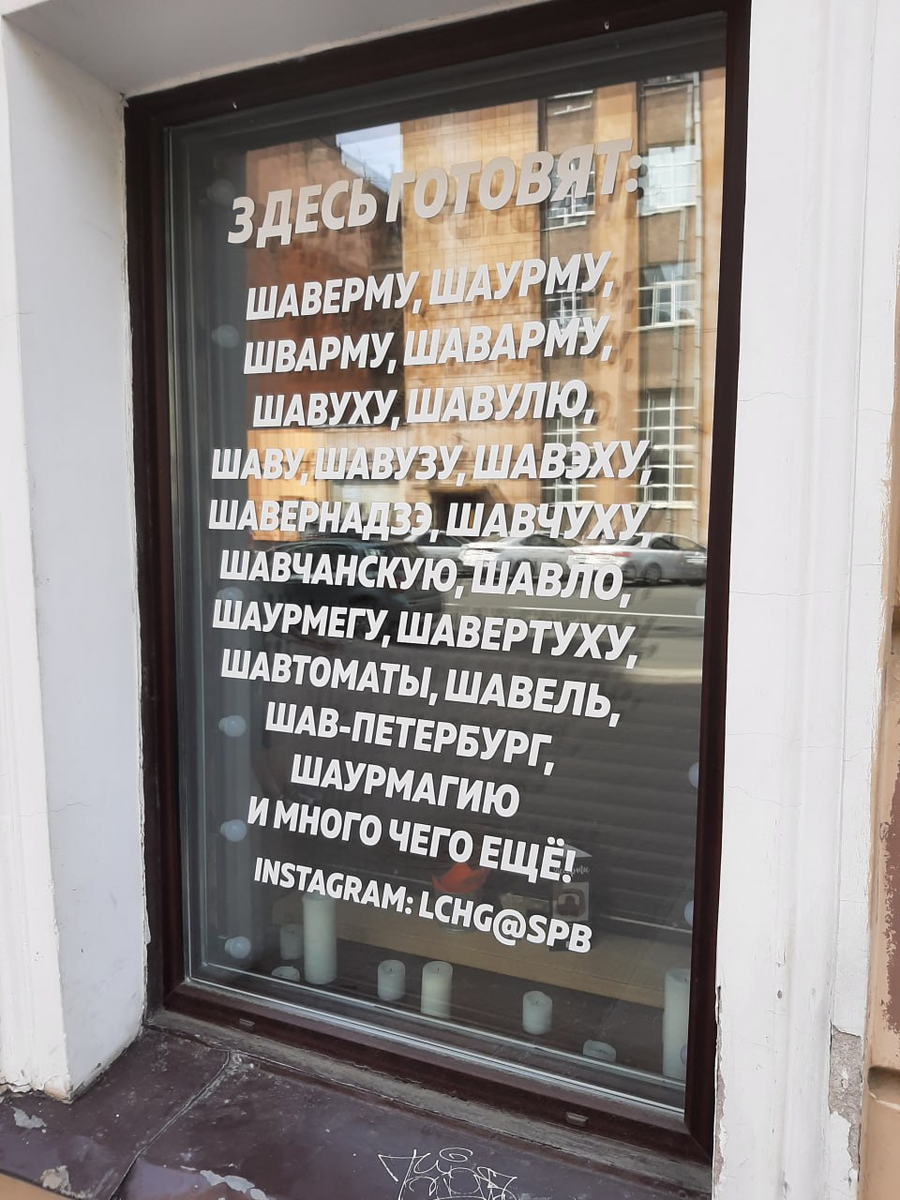 ЗДЕСЬ ГОТОВЯТ:
ШАВЕРМУ, ШАУРМУ,
ШВАРМУ, ШАВАРМУ,
ШАВУХУ, ШАВУЛЮ,
ШАВУ, ШАВУЗУ, ШАВЭХУ,
ШАВЕРНАДЗЭ, ШАВЧУХУ,
ШАВЧАНСКУЮ, ШАВЛО,
ШАУРМЕГУ, ШАВЕРТУХУ,
ШАВТОМАТЫ, ШАВЕЛЬ,
ШАВ-ПЕТЕРБУРГ,
ШАУРМАГИЮ
И МНОГО ЧЕГО ЕЩЁ!
INSTAGRAM: LCHG@SPB